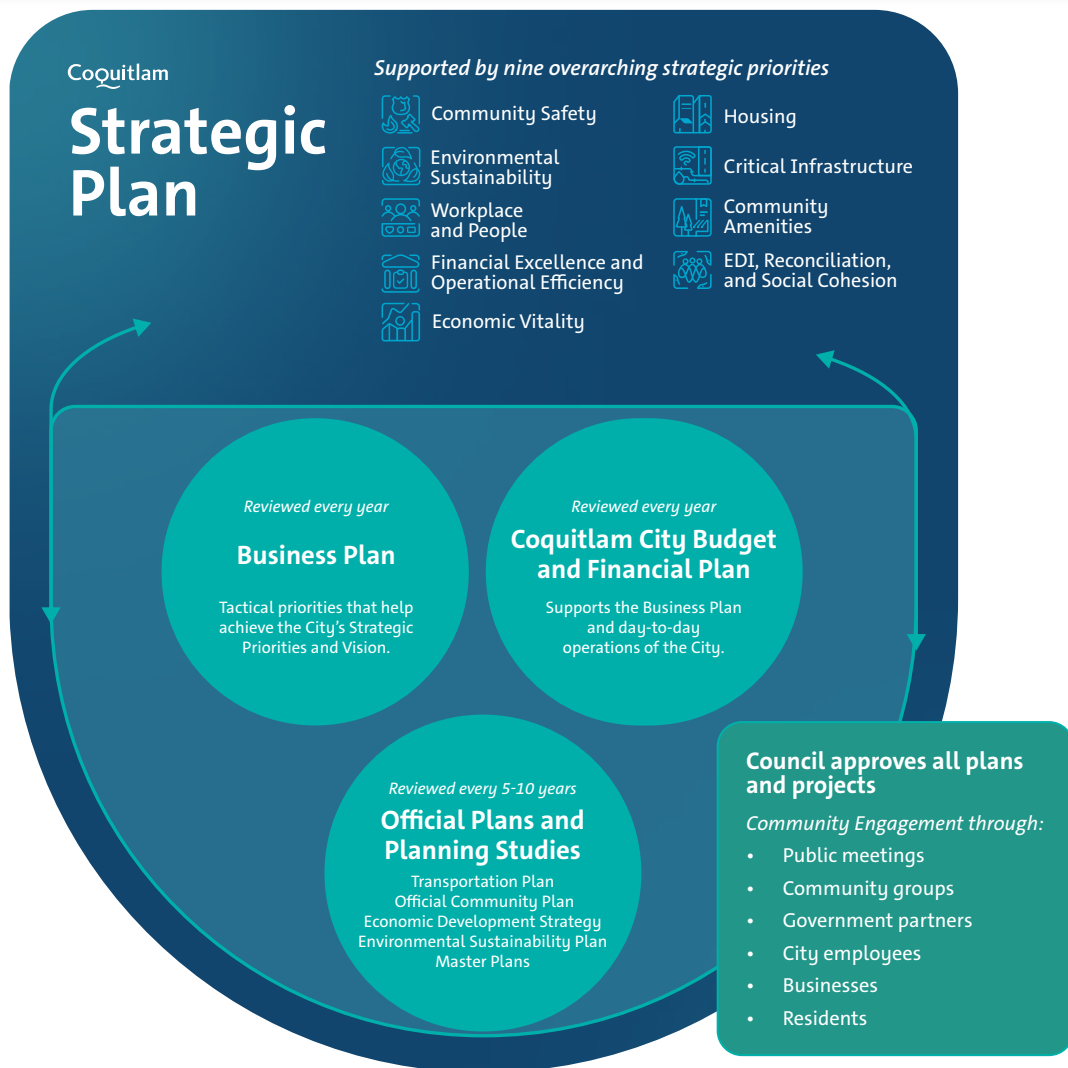 Coquitlam
Strategic
Plan
Supported by nine overarching strategic priorities
Community Safety
Environmental
Sustainability
Workplace
and People
Financial Excellence and
Operational Efficiency
Economic Vitality
Housing
Critical Infrastructure
Community
Amenities
EDI, Reconciliation,
and Social Cohesion
Reviewed every year
Business Plan
Tactical priorities that help
achieve the City’s Strategic
Priorities and Vision.
Reviewed every year
Coquitlam City Budget
and Financial Plan
Supports the Business Plan
and day-to-day
operations of the City.
Reviewed every 5-10 years
Official Plans and
Planning Studies
Transportation Plan
Official Community Plan
Economic Development Strategy
Environmental Sustainability Plan
Master Plans
Council approves all plans
and projects
Community Engagement through:
• Public meetings
• Community groups
• Government partners
• City employees
• Businesses
• Residents